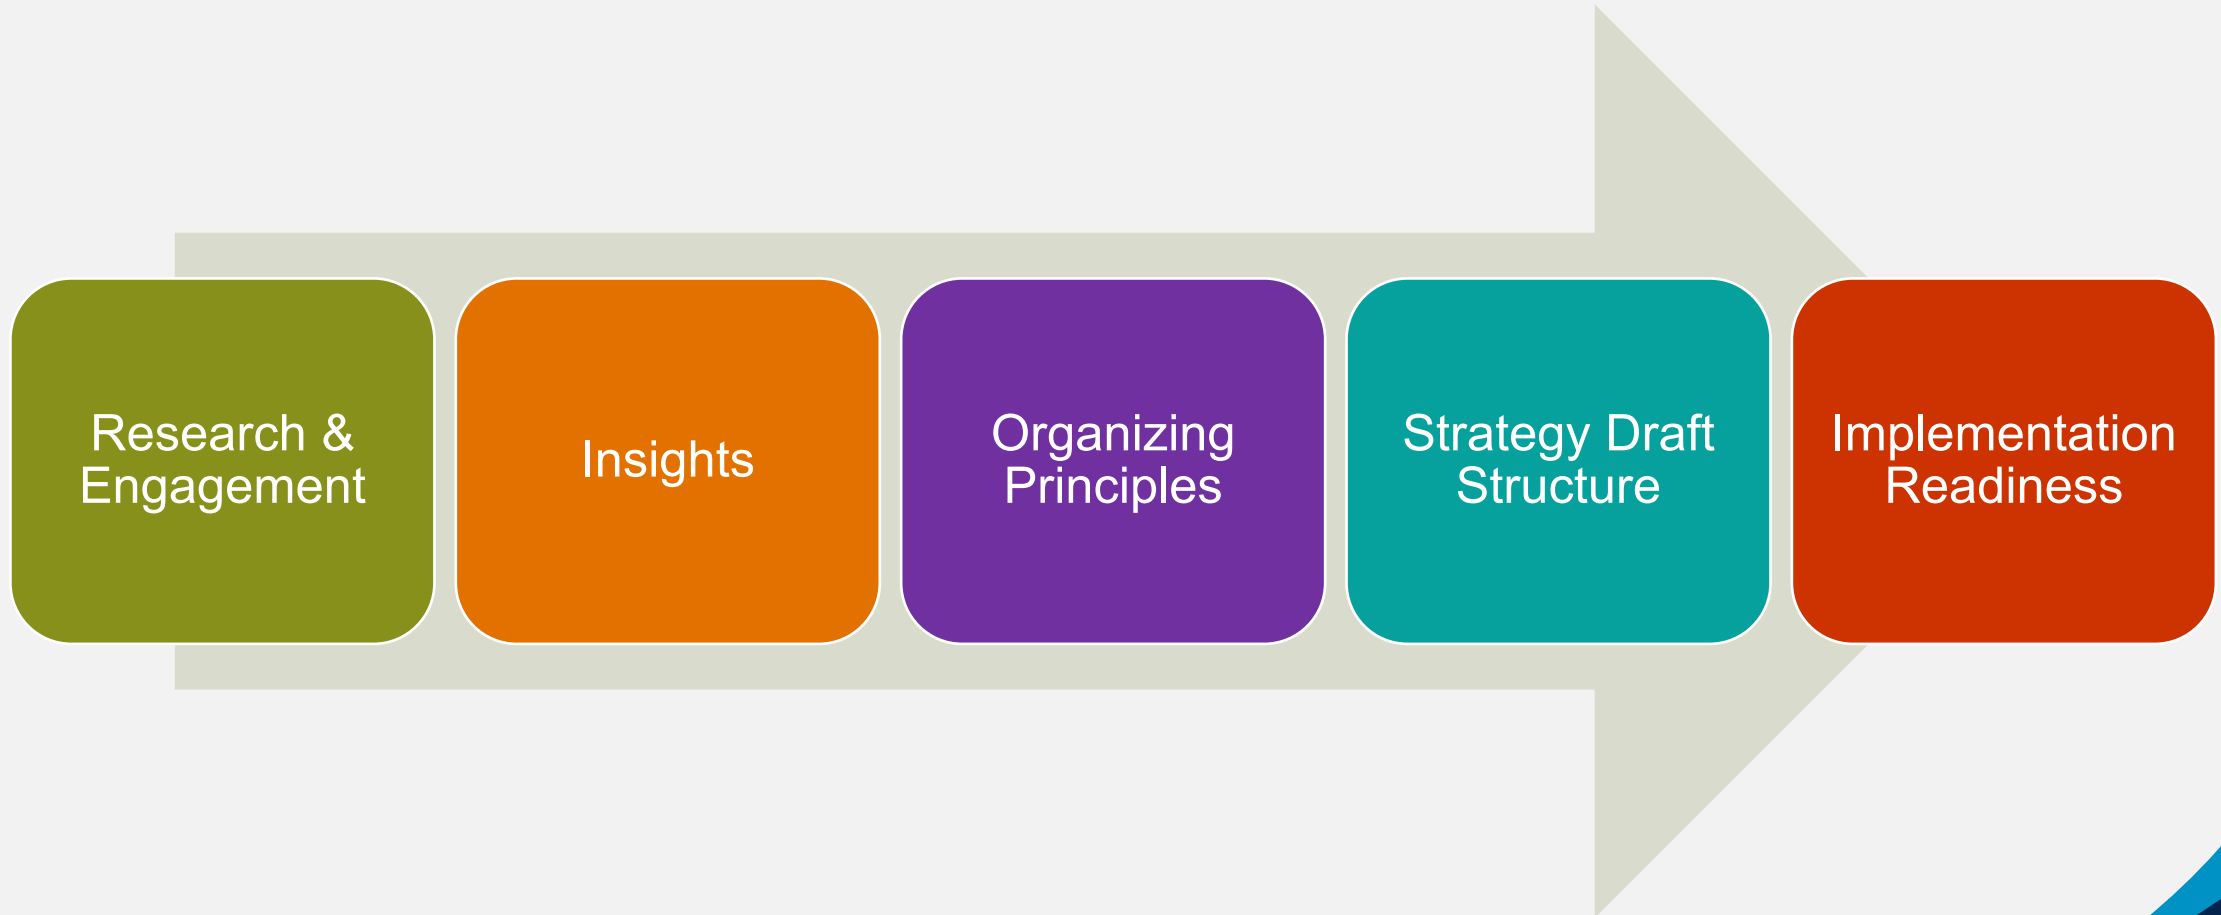 Research &
Engagement
Insights
Organizing
Principles
Strategy Draft
Structure
Implementation
Readiness